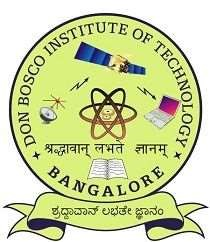 DON BOSCO INSTITUTE OF TECHNOLOGY
श्रद्धावान् लभते ज्ञानम्
BANGALORE
ಶ್ರದ್ದಾವಾನ್ ಲಭತೇ ಜ್ಞಾನಂ